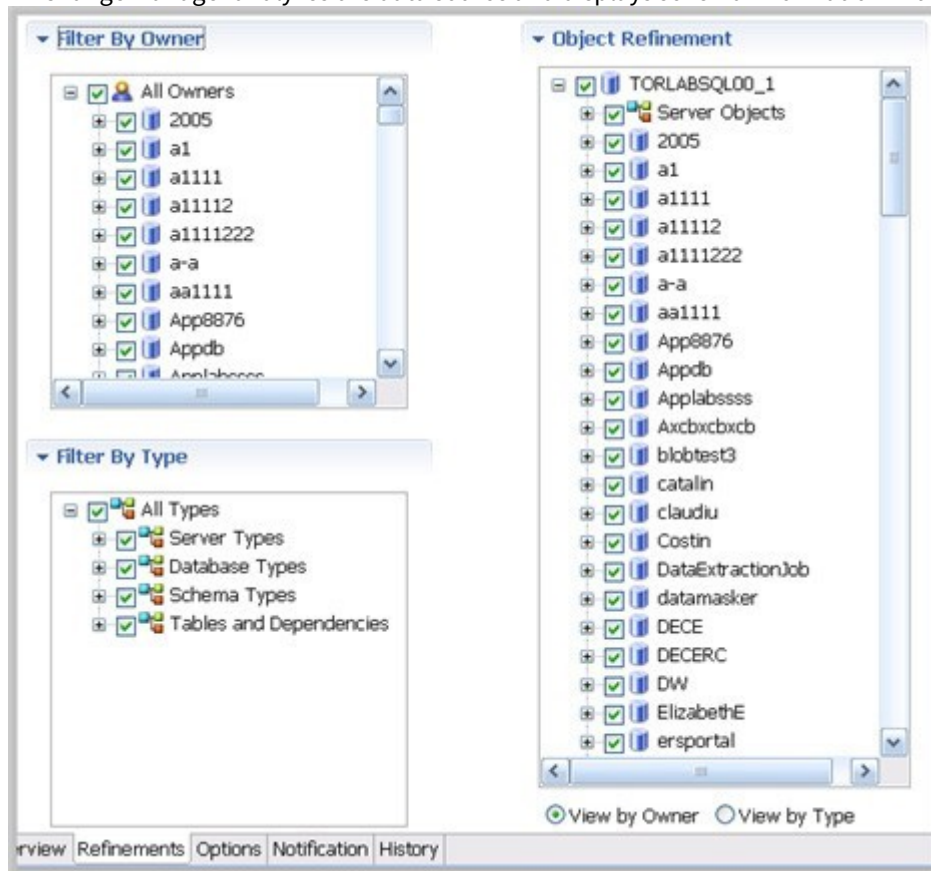 Filter By Owner
All Owners
2005
a1
a1111
a11112
a1111222
a-a
aa1111
App8876
Appdb
Applabssss
Filter By Type
All Types
Server Types
Database Types
Schema Types
Tables and Dependencies
Object Refinement
TORLABSQL00_1
Server Objects
2005
a1
a1111
a11112
a1111222
a-a
aa1111
App8876
Appdb
Applabssss
Axcbxcbxcb
blobtest3
catalin
claudiu
Costin
DataExtractionJob
datamasker
DECE
DECERC
DW
ElizabethE
ersportal
View by Owner View by Type
rview Refinements Options Notification History